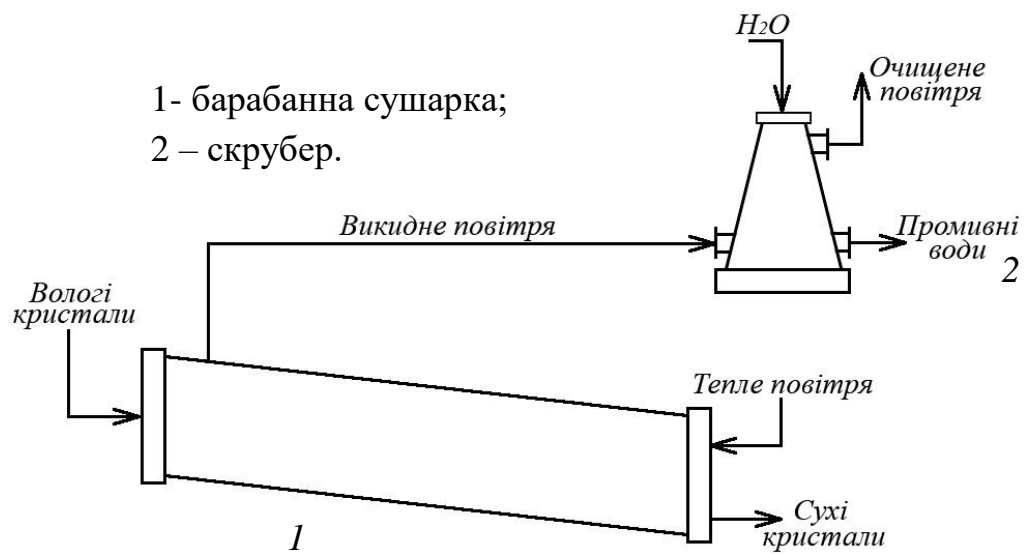 H2O
Очищене
повітря
1- барабанна сушарка;
2 – скрубер.
Викидне повітря
Промивні
води
2
Вологі
кристали
Тепле повітря
Сухі
кристали
1